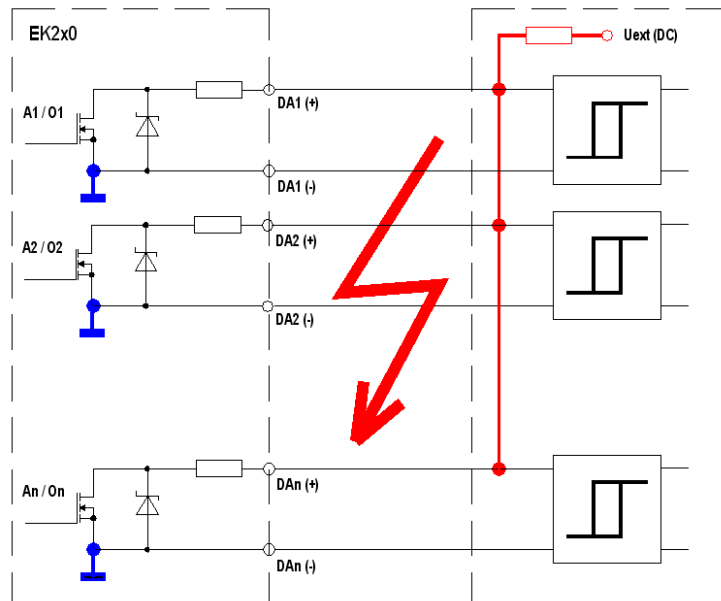 EK2x0
Uext (DC)
A1 / O1
DA1 (+)
DA1 (-)
A2 / O2
DA2 (+)
DA2 (-)
An / On
DAn (+)
DAn (-)